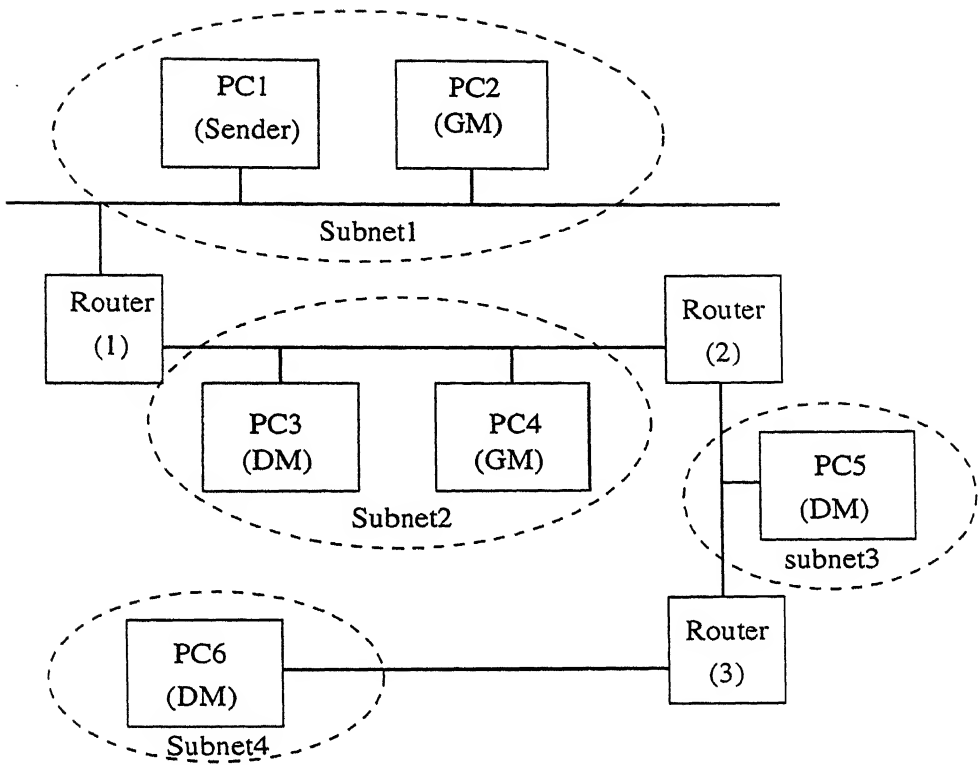 PC1
(Sender)
PC2
(GM)
Subnet1
Router
(1)
Router
(2)
PC3
(DM)
PC4
(GM)
Subnet2
PC5
(DM)
subnet3
Router
(3)
PC6
(DM)
Subnet4